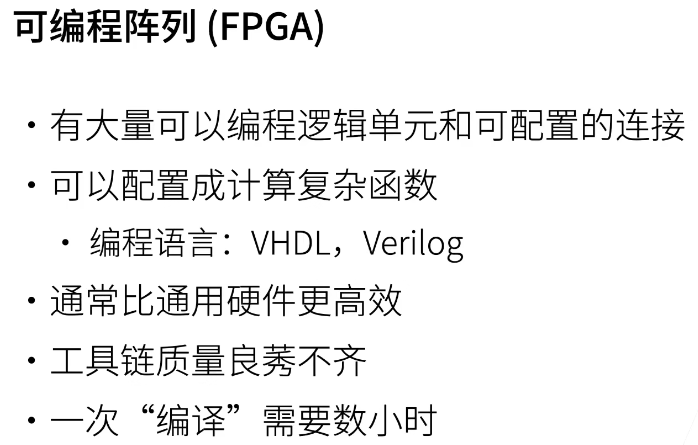 可编程阵列 (FPGA)
• 有大量可以编程逻辑单元和可配置的连接
• 可以配置成计算复杂函数
• 编程语言：VHDL，Verilog
• 通常比通用硬件更高效
• 工具链质量良莠不齐
• 一次“编译”需要数小时